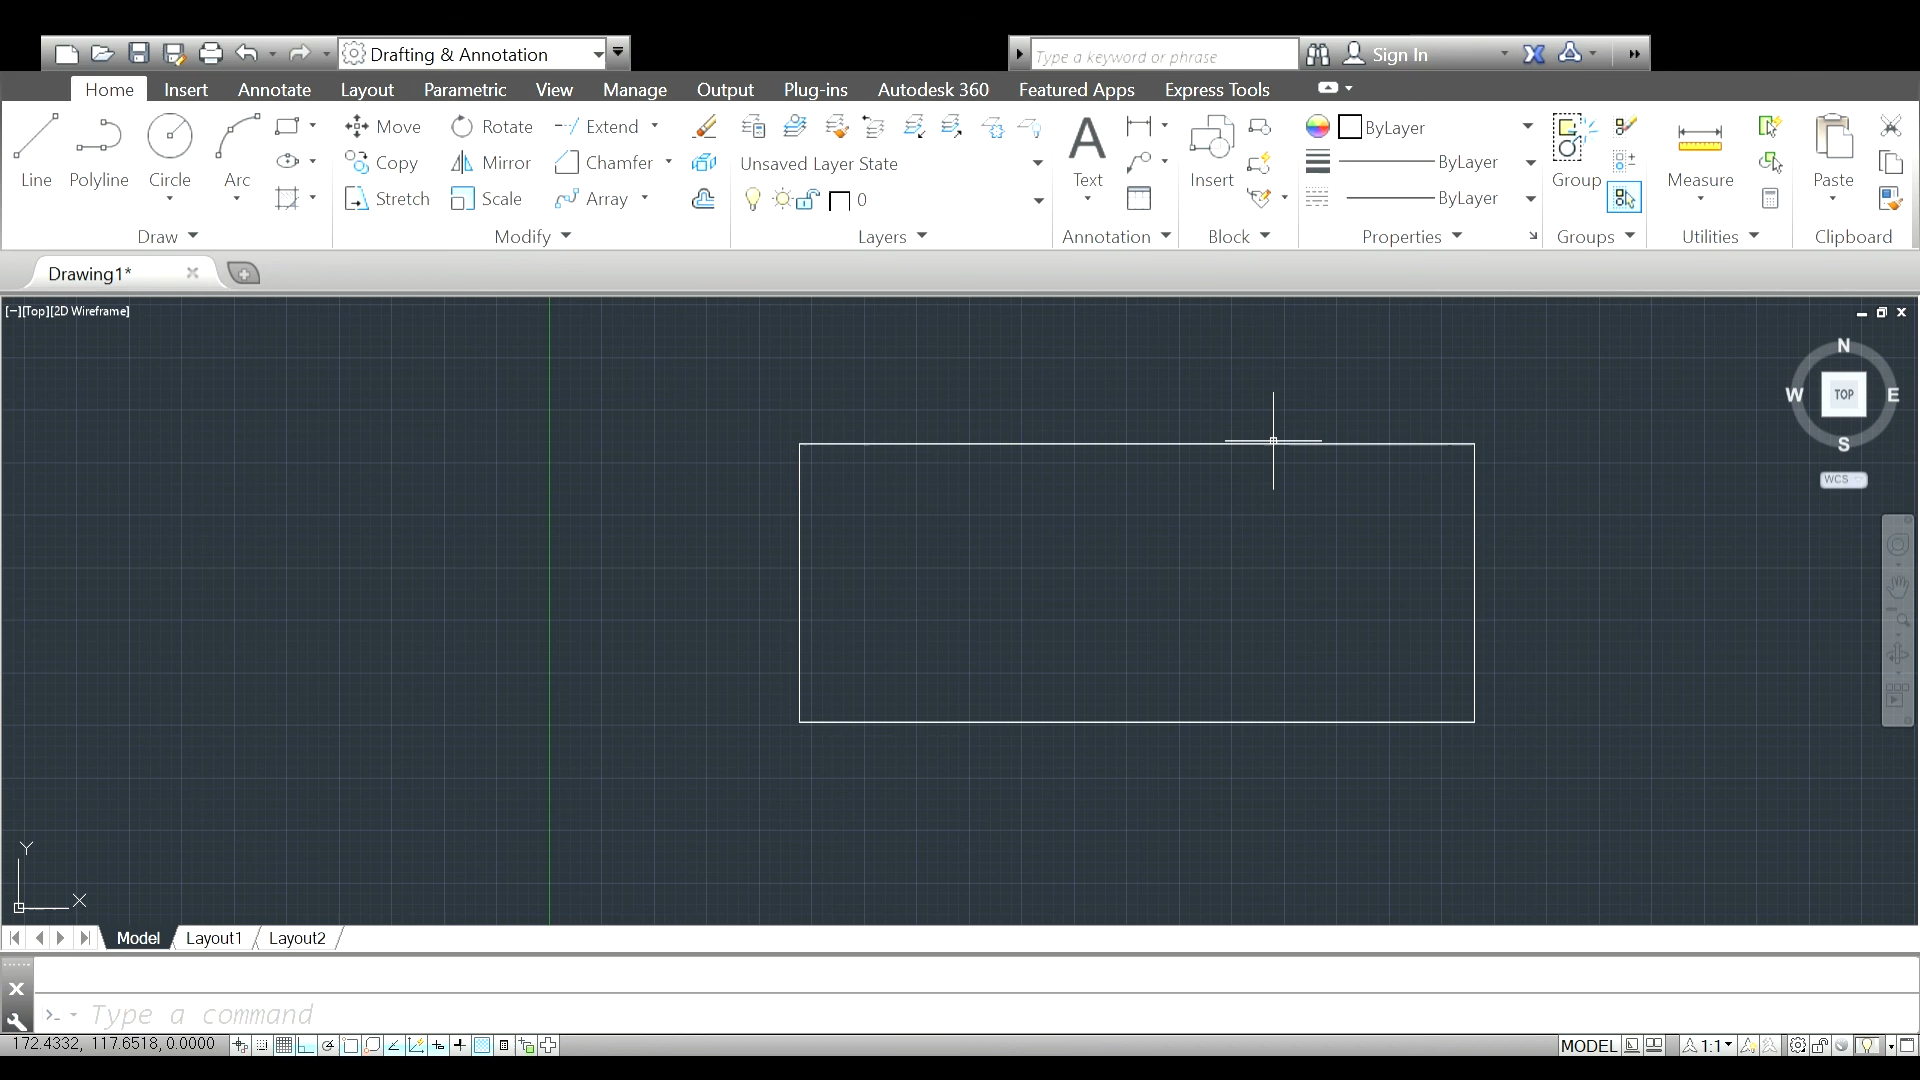 Drafting & Annotation
Type a keyword or phrase
Sign In
Home Insert Annotate Layout Parametric View Manage Output Plug-ins Autodesk 360 Featured Apps Express Tools
Line
Polyline
Circle
Arc
Draw
Move
Rotate
Extend
Copy
Mirror
Chamfer
Stretch
Scale
Array
Modify
Unsaved Layer State
0
Layers
A
Text
Annotation
Insert
Block
ByLayer
ByLayer
ByLayer
Properties
Group
Groups
Measure
Utilities
Paste
Clipboard
Drawing1*
[−][Top][2D Wireframe]
N
W
TOP
E
S
WCS
Y
X
Model
Layout1
Layout2
Type a command
172.4332, 117.6518, 0.0000
MODEL
1:1